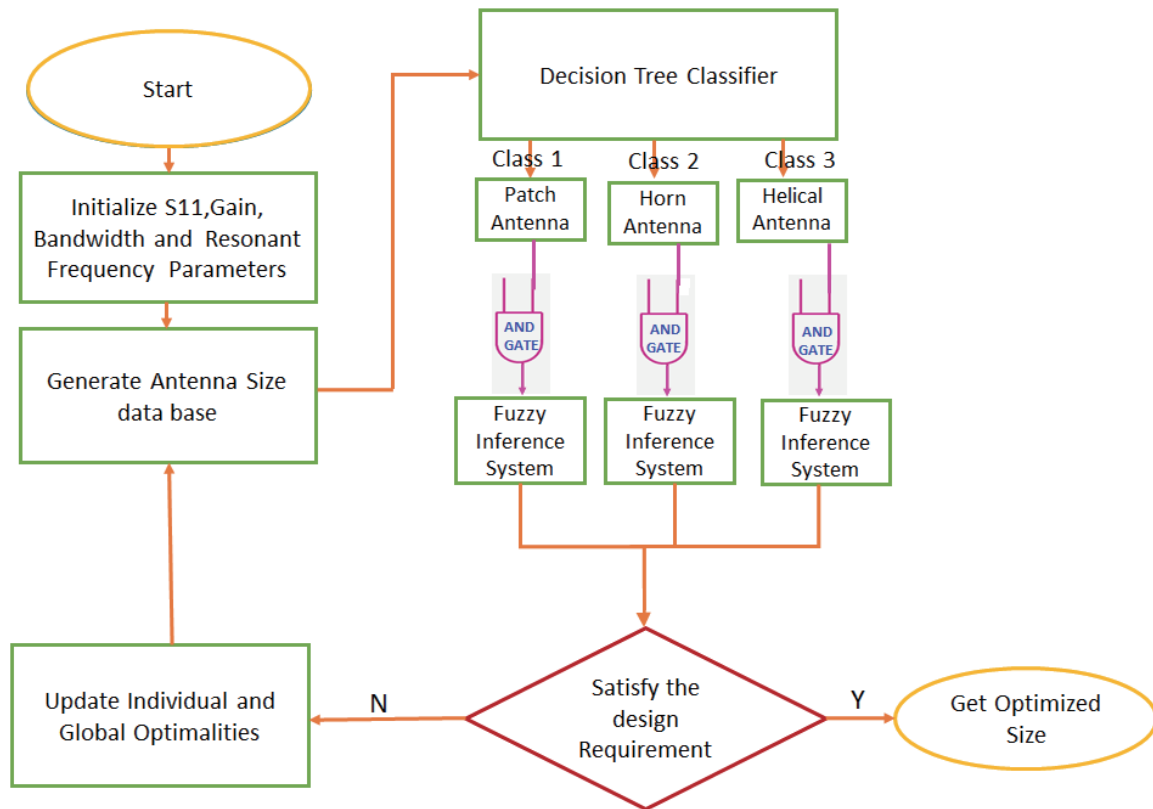 Start
Initialize S11,Gain,
Bandwidth and Resonant
Frequency Parameters
Generate Antenna Size
data base
Decision Tree Classifier
Class 1
Class 2
Class 3
Patch
Antenna
Horn
Antenna
Helical
Antenna
AND
GATE
AND
GATE
AND
GATE
Fuzzy
Inference
System
Fuzzy
Inference
System
Fuzzy
Inference
System
Satisfy the
design
Requirement
N
Y
Update Individual and
Global Optimalities
Get Optimized
Size